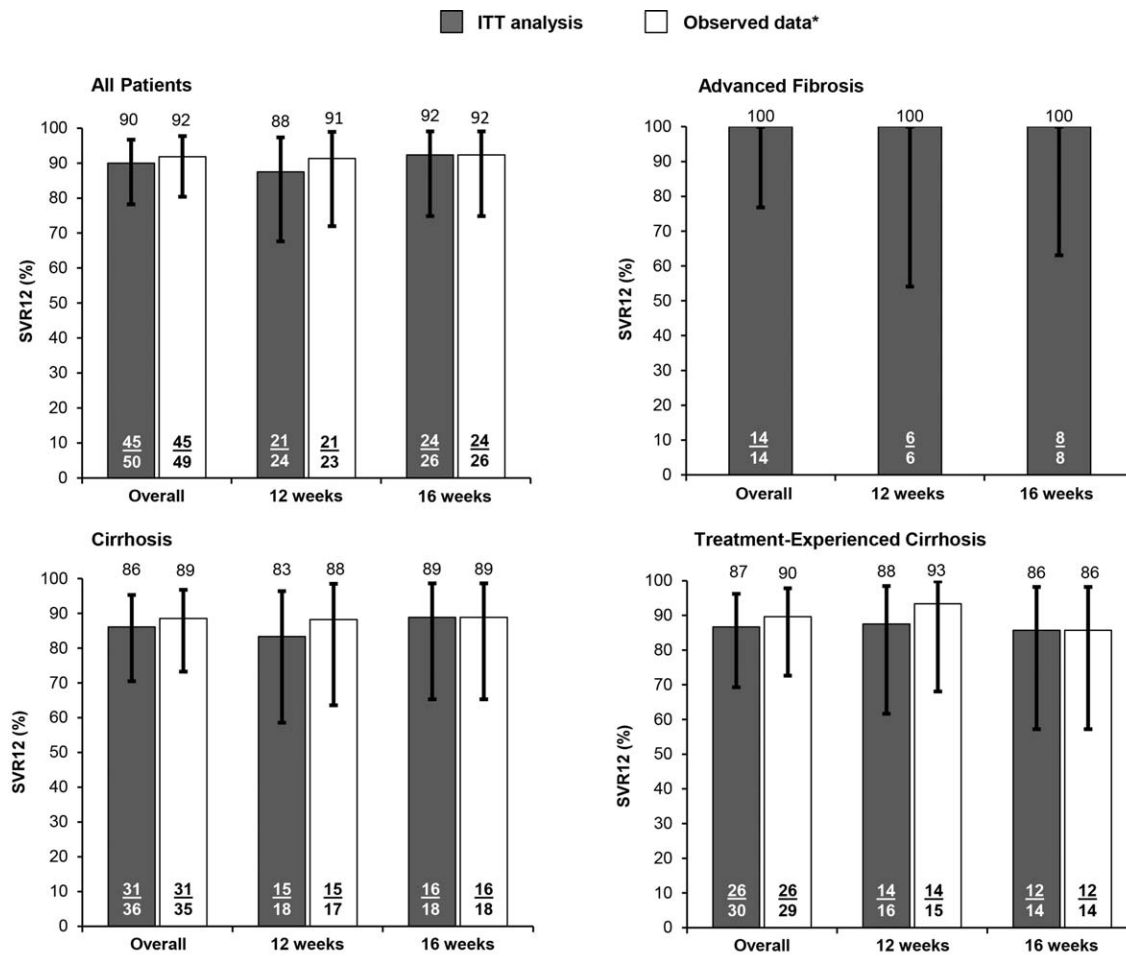 ITT analysis Observed data*
All Patients
SVR12 (%)
100
90
80
70
60
50
40
30
20
10
0
90 92 88 91 92 92
45 45 21 21 24 24
50 49 24 23 26 26
Overall 12 weeks 16 weeks
Advanced Fibrosis
SVR12 (%)
100
90
80
70
60
50
40
30
20
10
0
100 100 100
14 6 8
14 6 8
Overall 12 weeks 16 weeks
Cirrhosis
SVR12 (%)
100
90
80
70
60
50
40
30
20
10
0
86 89 83 88 89 89
31 31 15 15 16 16
36 35 18 17 18 18
Overall 12 weeks 16 weeks
Treatment-Experienced Cirrhosis
SVR12 (%)
100
90
80
70
60
50
40
30
20
10
0
87 90 88 93 86 86
26 26 14 14 12 12
30 29 16 15 14 14
Overall 12 weeks 16 weeks